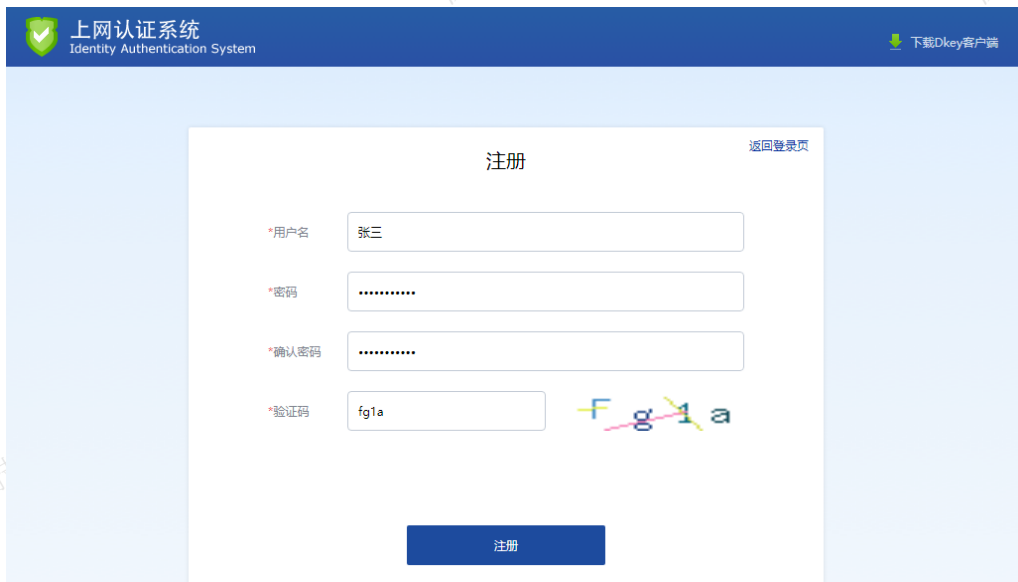 上网认证系统
Identity Authentication System
下载Dkey客户端
注册
返回登录页
*用户名 张三
*密码 •••••••••••
*确认密码 •••••••••••
*验证码 fg1a Fg1a
注册